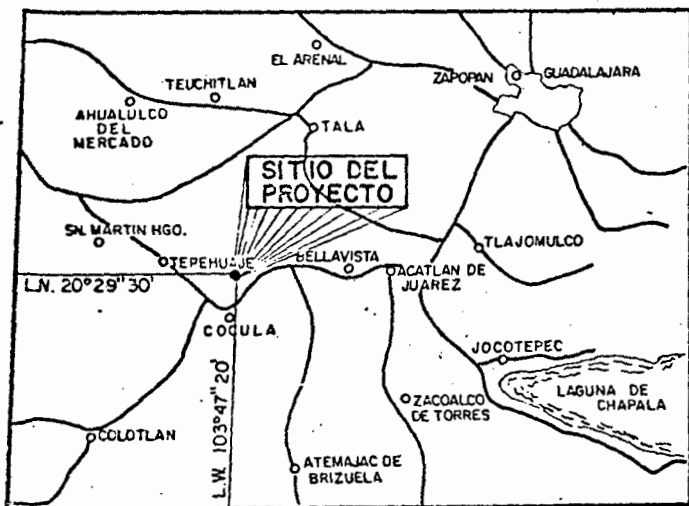 EL ARENAL
ZAPOPAN
GUADALAJARA
TEUCHITLAN
AHUALULCO
DEL
MERCADO
TALA
SITIO DEL
PROYECTO
SN. MARTIN HGO.
TEPEHUAJE
BELLAVISTA
TLAJOMULCO
L.N. 20°29"30'
ACATLAN DE
JUAREZ
COCULA
JOCOTEPEC
L.W. 103°47"20'
ZACOALCO
DE TORRES
LAGUNA DE
CHAPALA
COLOTLAN
ATEMAJAC DE
BRIZUELA